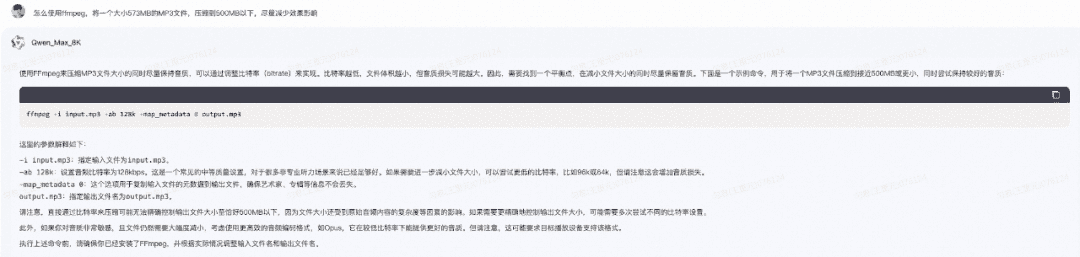 怎么使用ffmpeg，将一个大小573MB的MP3文件，压缩到500MB以下。尽量减少效果影响
Qwen_Max_8K
使用FFmpeg来压缩MP3文件大小的同时尽量保持音质，可以通过调整比特率（bitrate）来实现。比特率越低，文件体积越小，但音质损失可能越大。因此，需要找到一个平衡点，在减小文件大小的同时尽量保留音质。下面是一个示例命令，用于将一个MP3文件压缩到接近500MB或更小，同时尝试保持较好的音质：
ffmpeg -i input.mp3 -ab 128k -map_metadata 0 output.mp3
这里的参数解释如下：
-i input.mp3：指定输入文件为input.mp3。
-ab 128k：设置音频比特率为128kbps。这是一个常见的中等质量设置，对于很多非专业听力场景来说已经足够好。如果需要进一步减小文件大小，可以尝试更低的比特率，比如96k或64k，但请注意这会增加音质损失。
-map_metadata 0：这个选项用于复制输入文件的元数据到输出文件，确保艺术家、专辑等信息不会丢失。
output.mp3：指定输出文件名为output.mp3。
请注意，直接通过比特率来压缩可能无法精确控制输出文件大小至恰好500MB以下，因为文件大小还受到原始音频内容的复杂度等因素的影响。如果需要更精确地控制输出文件大小，可能需要多次尝试不同的比特率设置。
此外，如果你对音质非常敏感，且文件仍然需要大幅度减小，考虑使用更高效的音频编码格式，如Opus，它在较低比特率下能提供更好的音质。但请注意，这可能要求目标播放设备支持该格式。
执行上述命令前，请确保你已经安装了FFmpeg，并根据实际情况调整输入文件名和输出文件名。